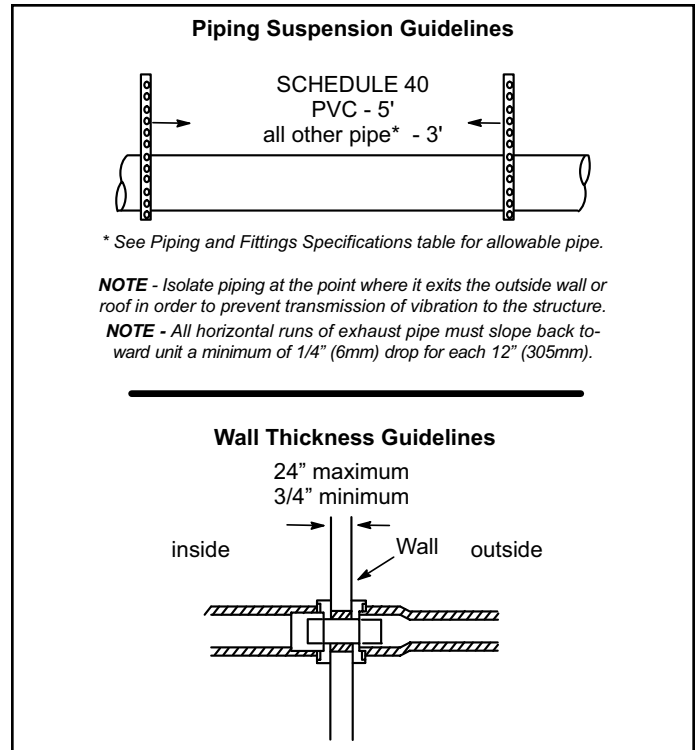 Piping Suspension Guidelines
SCHEDULE 40
PVC - 5'
all other pipe* - 3'
* See Piping and Fittings Specifications table for allowable pipe.
NOTE - Isolate piping at the point where it exits the outside wall or
roof in order to prevent transmission of vibration to the structure.
NOTE - All horizontal runs of exhaust pipe must slope back to-
ward unit a minimum of 1/4” (6mm) drop for each 12” (305mm).
Wall Thickness Guidelines
24” maximum
3/4” minimum
inside Wall outside